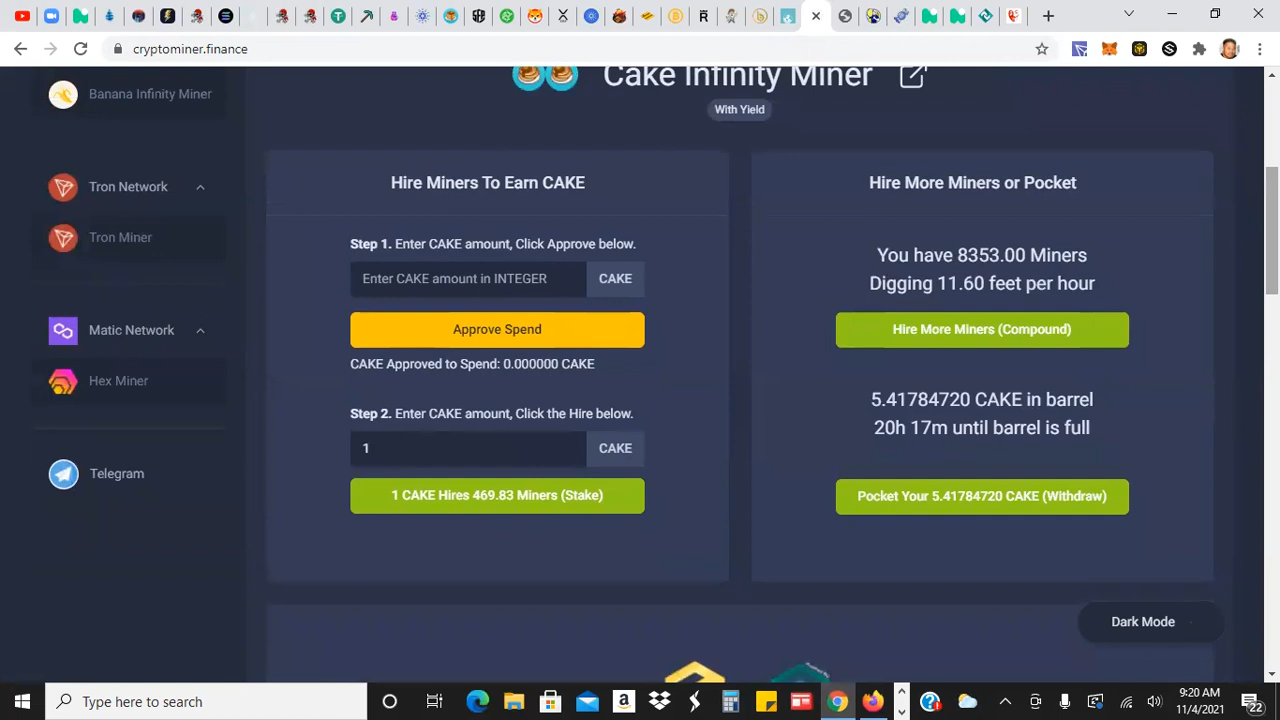 cryptominer.finance
Banana Infinity Miner
Tron Network
Tron Miner
Matic Network
Hex Miner
Telegram
Cake Infinity Miner
With Yield
Hire Miners To Earn CAKE
Step 1. Enter CAKE amount, Click Approve below.
Enter CAKE amount in INTEGER CAKE
Approve Spend
CAKE Approved to Spend: 0.000000 CAKE
Step 2. Enter CAKE amount, Click the Hire below.
1 CAKE
1 CAKE Hires 469.83 Miners (Stake)
Hire More Miners or Pocket
You have 8353.00 Miners
Digging 11.60 feet per hour
Hire More Miners (Compound)
5.41784720 CAKE in barrel
20h 17m until barrel is full
Pocket Your 5.41784720 CAKE (Withdraw)
Dark Mode
Type here to search
9:20 AM
11/4/2021
22